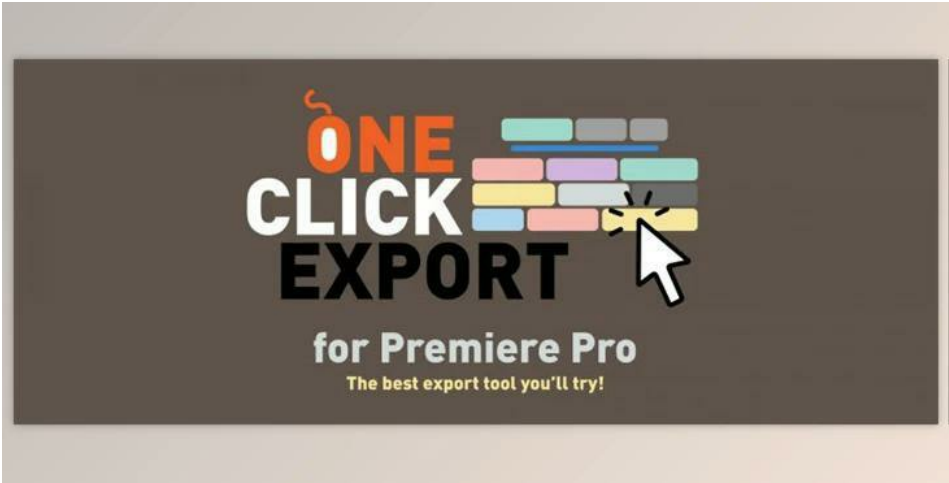 ONE
CLICK
EXPORT
for Premiere Pro
The best export tool you'll try!